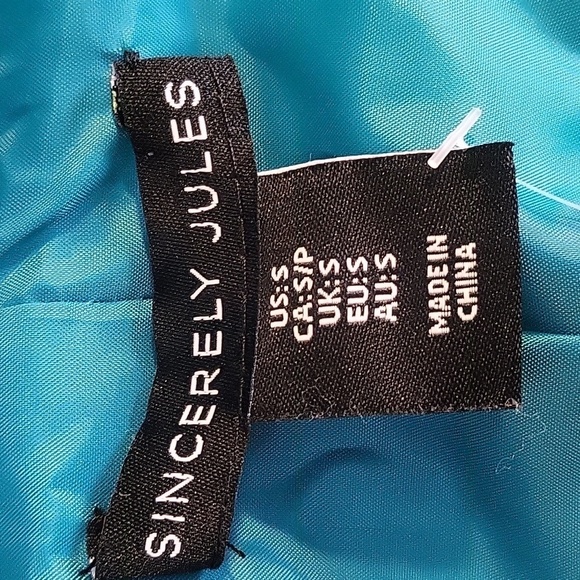 SINCERELY JULES
US:S
CA:S/P
UK:S
EU:S
AU:S
MADE IN
CHINA